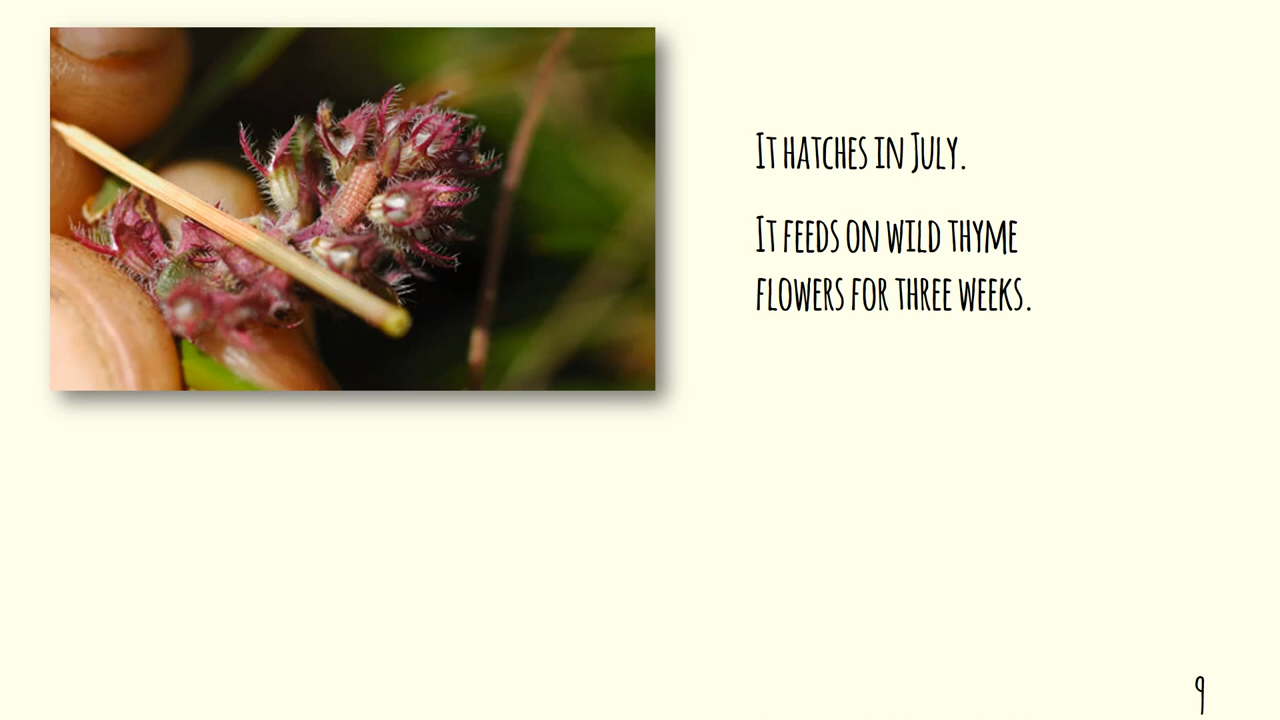 It hatches in July.
It feeds on wild thyme
flowers for three weeks.
9